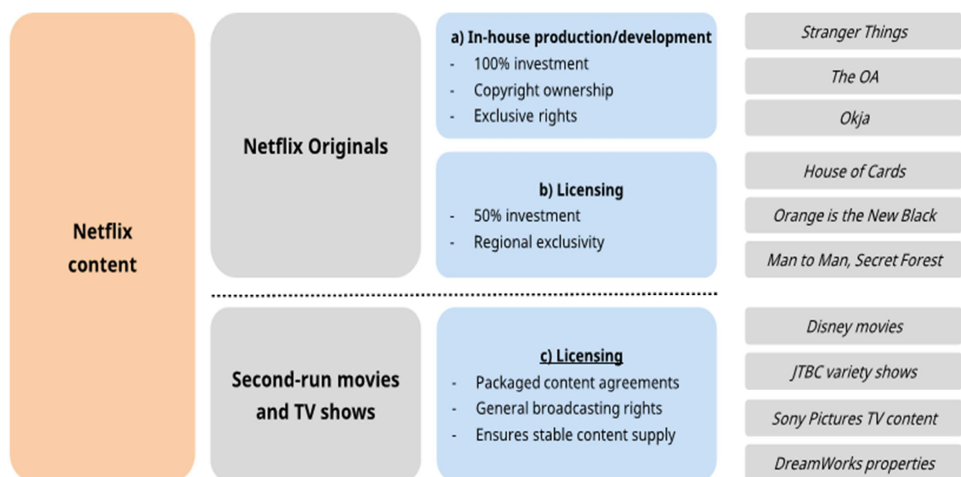 Netflix
content
Netflix Originals
a) In-house production/development
- 100% investment
- Copyright ownership
- Exclusive rights
Stranger Things
The OA
Okja
b) Licensing
- 50% investment
- Regional exclusivity
House of Cards
Orange is the New Black
Man to Man, Secret Forest
Second-run movies
and TV shows
c) Licensing
- Packaged content agreements
- General broadcasting rights
- Ensures stable content supply
Disney movies
JTBC variety shows
Sony Pictures TV content
DreamWorks properties